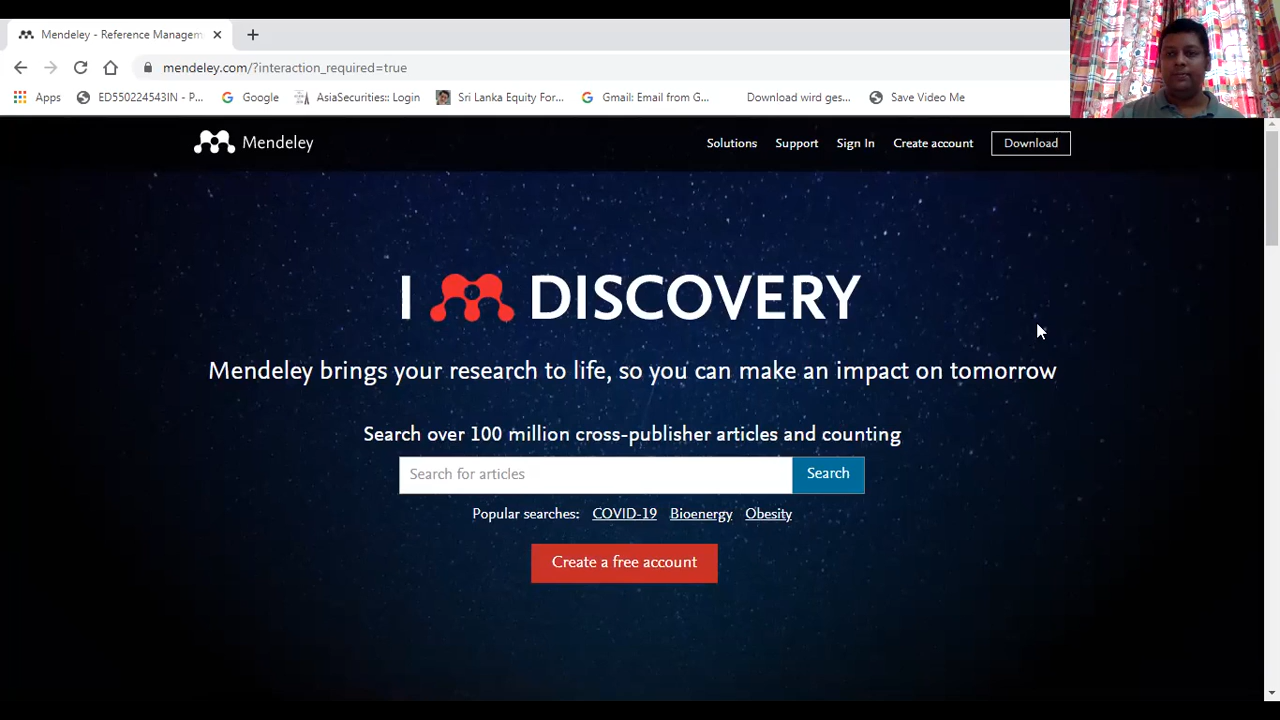 Mendeley - Reference Managem
mendeley.com/?interaction_required=true
Apps ED550224543IN - P... Google AsiaSecurities:: Login Sri Lanka Equity For... Gmail: Email from G... Download wird ges... Save Video Me
Mendeley Solutions Support Sign In Create account Download
I DISCOVERY
Mendeley brings your research to life, so you can make an impact on tomorrow
Search over 100 million cross-publisher articles and counting
Search for articles Search
Popular searches: COVID-19 Bioenergy Obesity
Create a free account